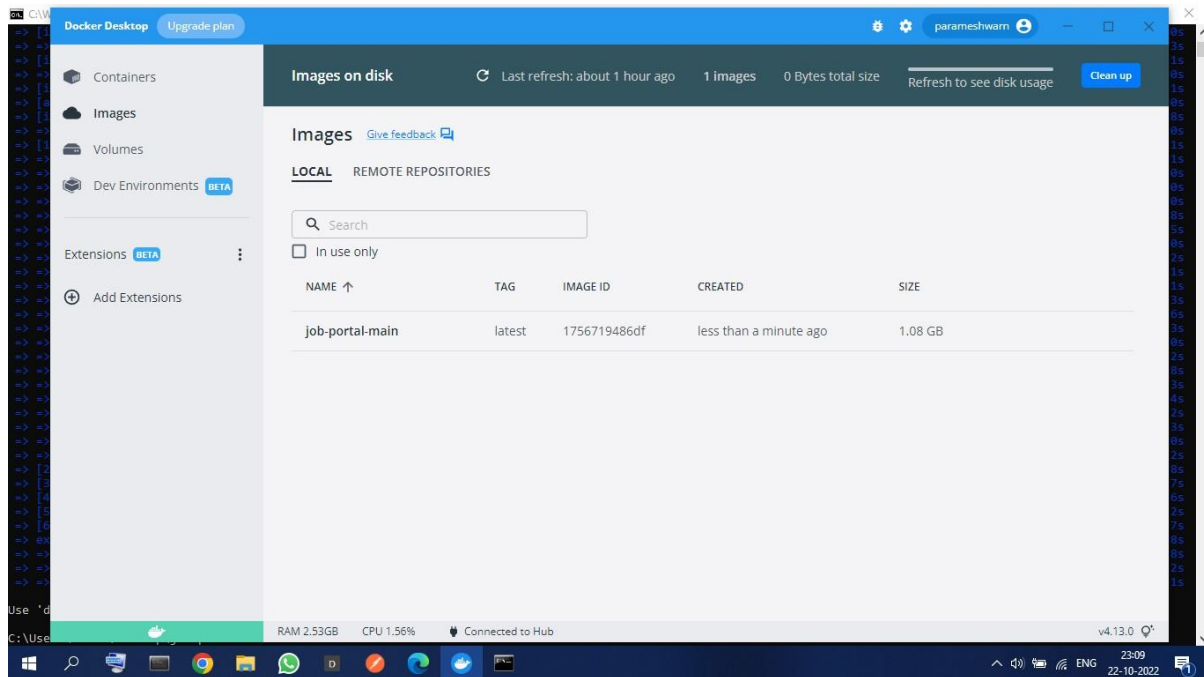 C:\W
Docker Desktop Upgrade plan parameshwarn
Containers
Images
Volumes
Dev Environments BETA
Extensions BETA
Add Extensions
Images on disk Last refresh: about 1 hour ago 1 images 0 Bytes total size Refresh to see disk usage Clean up
Images Give feedback
LOCAL REMOTE REPOSITORIES
Search
In use only
NAME TAG IMAGE ID CREATED SIZE
job-portal-main latest 1756719486df less than a minute ago 1.08 GB
Use 'd
C:\Use
RAM 2.53GB CPU 1.56% Connected to Hub v4.13.0
ENG 23:09
22-10-2022